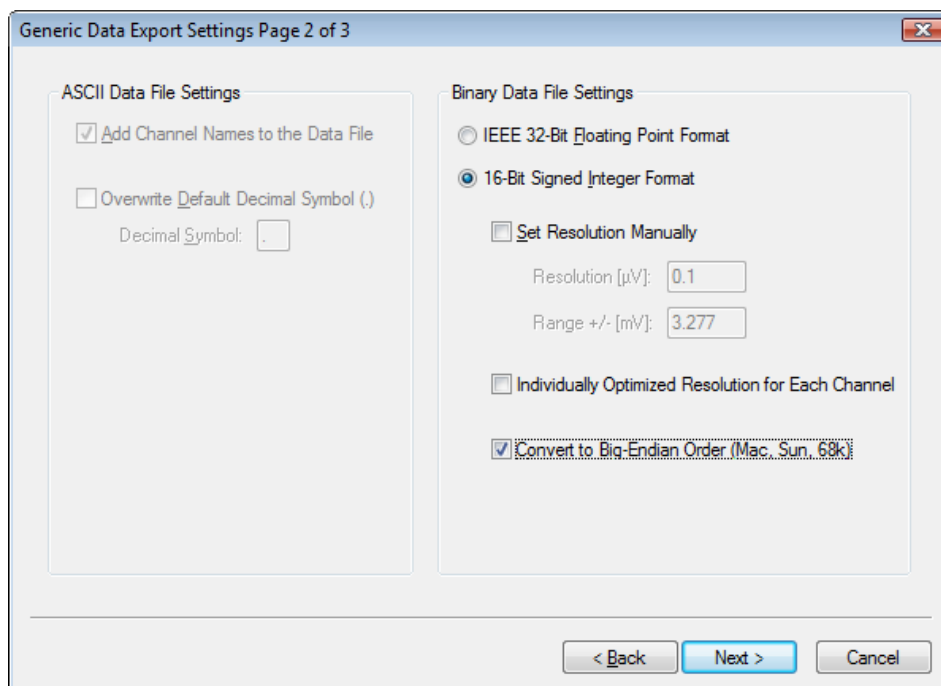 Generic Data Export Settings Page 2 of 3
ASCII Data File Settings
Add Channel Names to the Data File
Overwrite Default Decimal Symbol (.)
Decimal Symbol: .
Binary Data File Settings
IEEE 32-Bit Floating Point Format
16-Bit Signed Integer Format
Set Resolution Manually
Resolution [µV]: 0.1
Range +/- [mV]: 3.277
Individually Optimized Resolution for Each Channel
Convert to Big-Endian Order (Mac, Sun, 68k)
< Back Next > Cancel